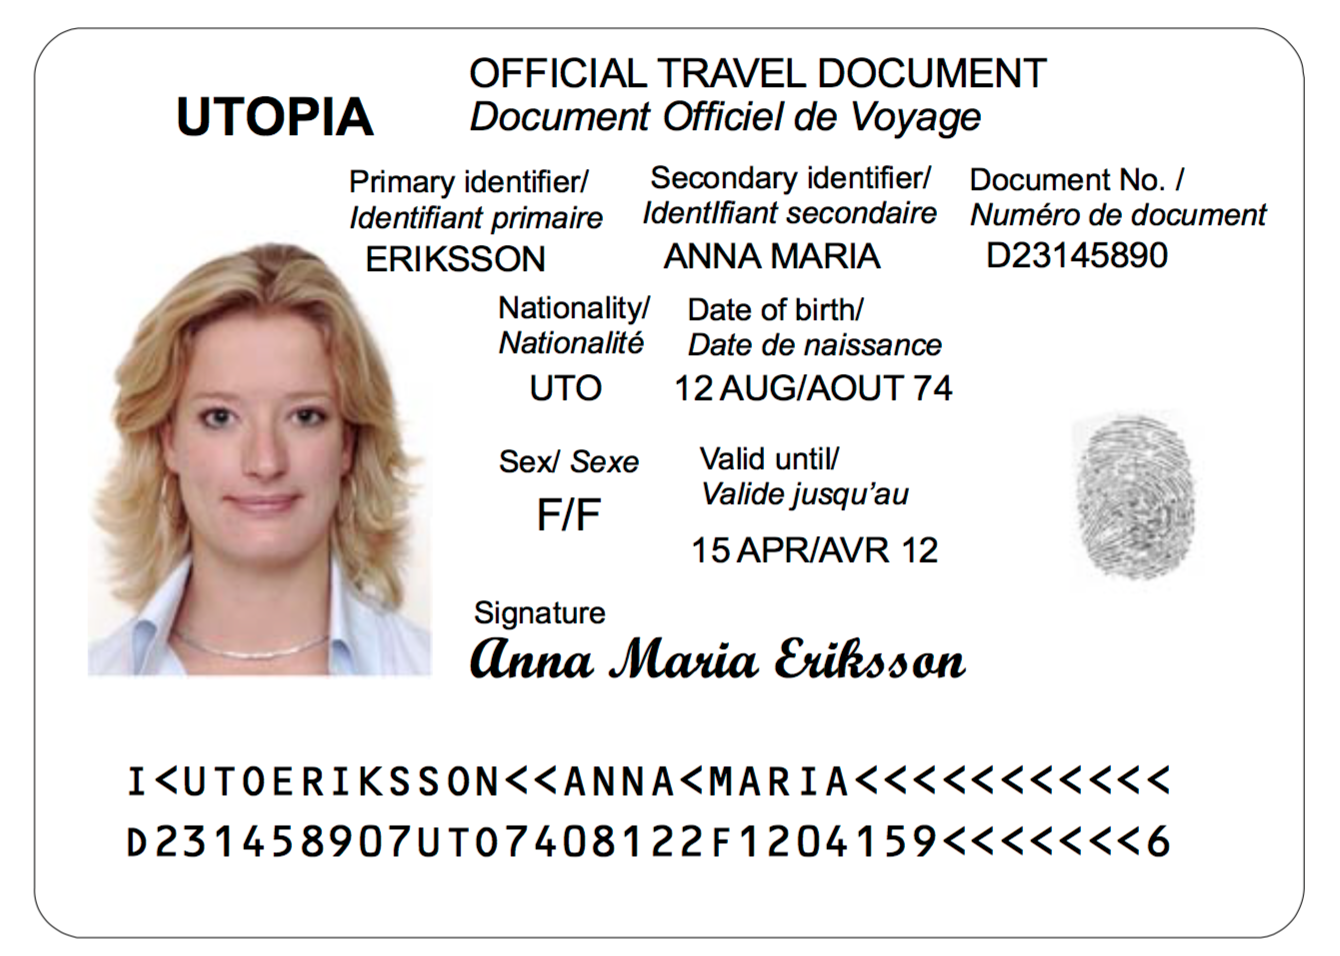 UTOPIA
OFFICIAL TRAVEL DOCUMENT
Document Officiel de Voyage
Primary identifier/
Identifiant primaire
ERIKSSON
Secondary identifier/
IdentIfiant secondaire
ANNA MARIA
Document No. /
Numéro de document
D23145890
Nationality/
Nationalité
UTO
Date of birth/
Date de naissance
12 AUG/AOUT 74
Sex/ Sexe
F/F
Valid until/
Valide jusqu’au
15 APR/AVR 12
Signature
Anna Maria Eriksson
I<UTOERIKSSON<<ANNA<MARIA<<<<<<<<<<<
D231458907UTO7408122F1204159<<<<<<<6